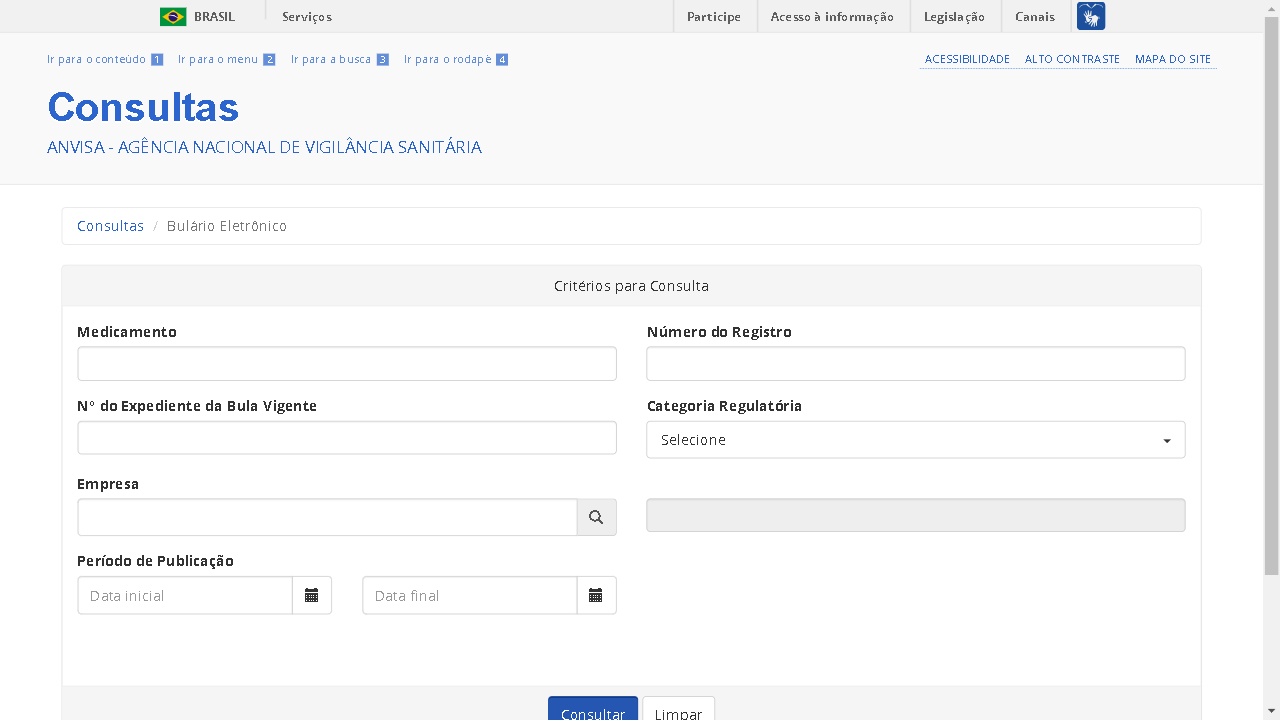 BRASIL Serviços Participe Acesso à informação Legislação Canais
Ir para o conteúdo 1 Ir para o menu 2 Ir para a busca 3 Ir para o rodapé 4 ACESSIBILIDADE ALTO CONTRASTE MAPA DO SITE
Consultas
ANVISA - AGÊNCIA NACIONAL DE VIGILÂNCIA SANITÁRIA
Consultas / Bulário Eletrônico
Critérios para Consulta
Medicamento Número do Registro
Nº do Expediente da Bula Vigente Categoria Regulatória
Selecione
Empresa
Período de Publicação
Data inicial Data final
Consultar Limpar